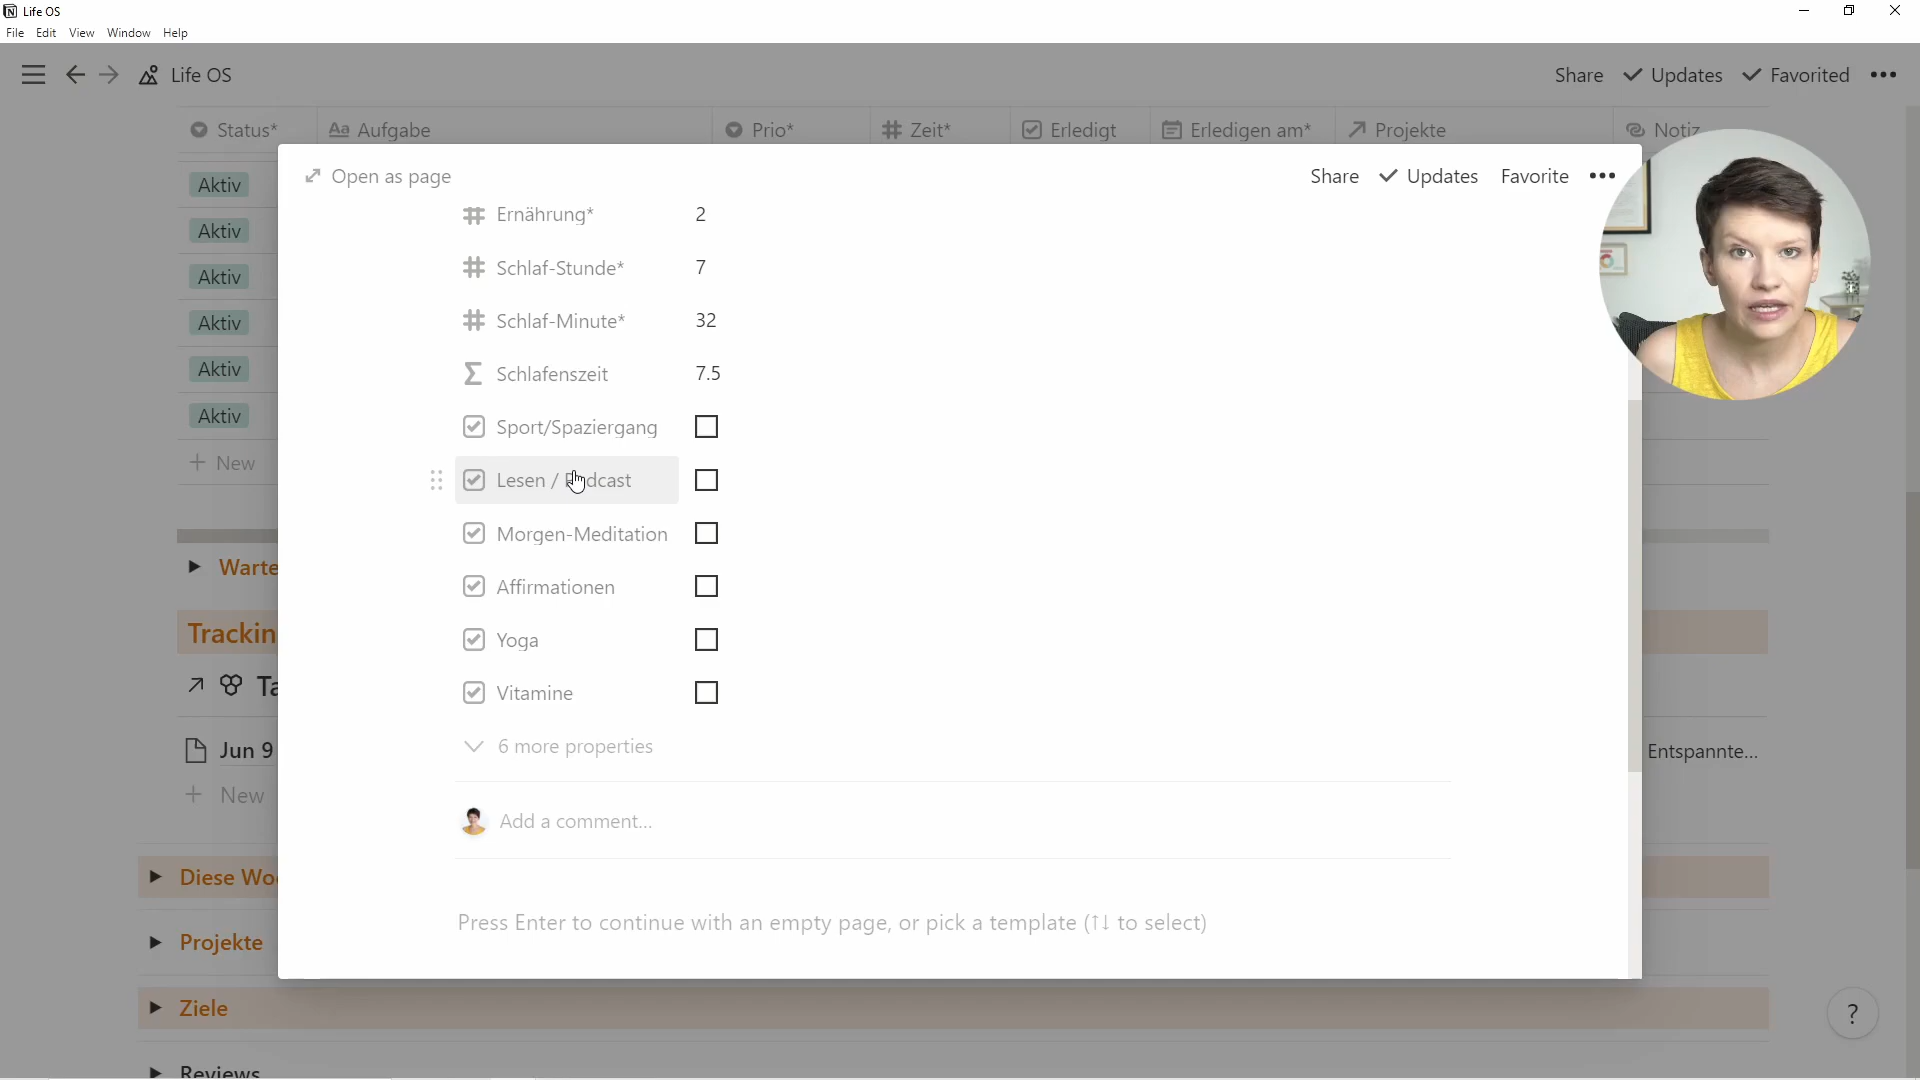 Life OS
File Edit View Window Help
Life OS
Share Updates Favorited
Status* Aa Aufgabe Prio* Zeit* Erledigt Erledigen am* Projekte Notiz
Open as page
Share Updates Favorite
Aktiv
Aktiv
Aktiv
Aktiv
Aktiv
Aktiv
+ New
Ernährung* 2
Schlaf-Stunde* 7
Schlaf-Minute* 32
Schlafenszeit 7.5
Sport/Spaziergang
Lesen / Podcast
Morgen-Meditation
Affirmationen
Yoga
Vitamine
6 more properties
Add a comment...
Press Enter to continue with an empty page, or pick a template (↑↓ to select)
Warte
Trackin
Ta
Jun 9
Entspannte...
+ New
Diese Wo
Projekte
Ziele
Reviews
?